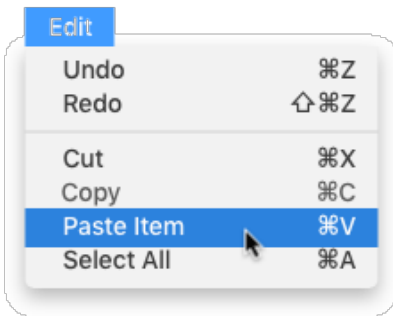 Edit
Undo ⌘Z
Redo ⇧⌘Z
Cut ⌘X
Copy ⌘C
Paste Item ⌘V
Select All ⌘A